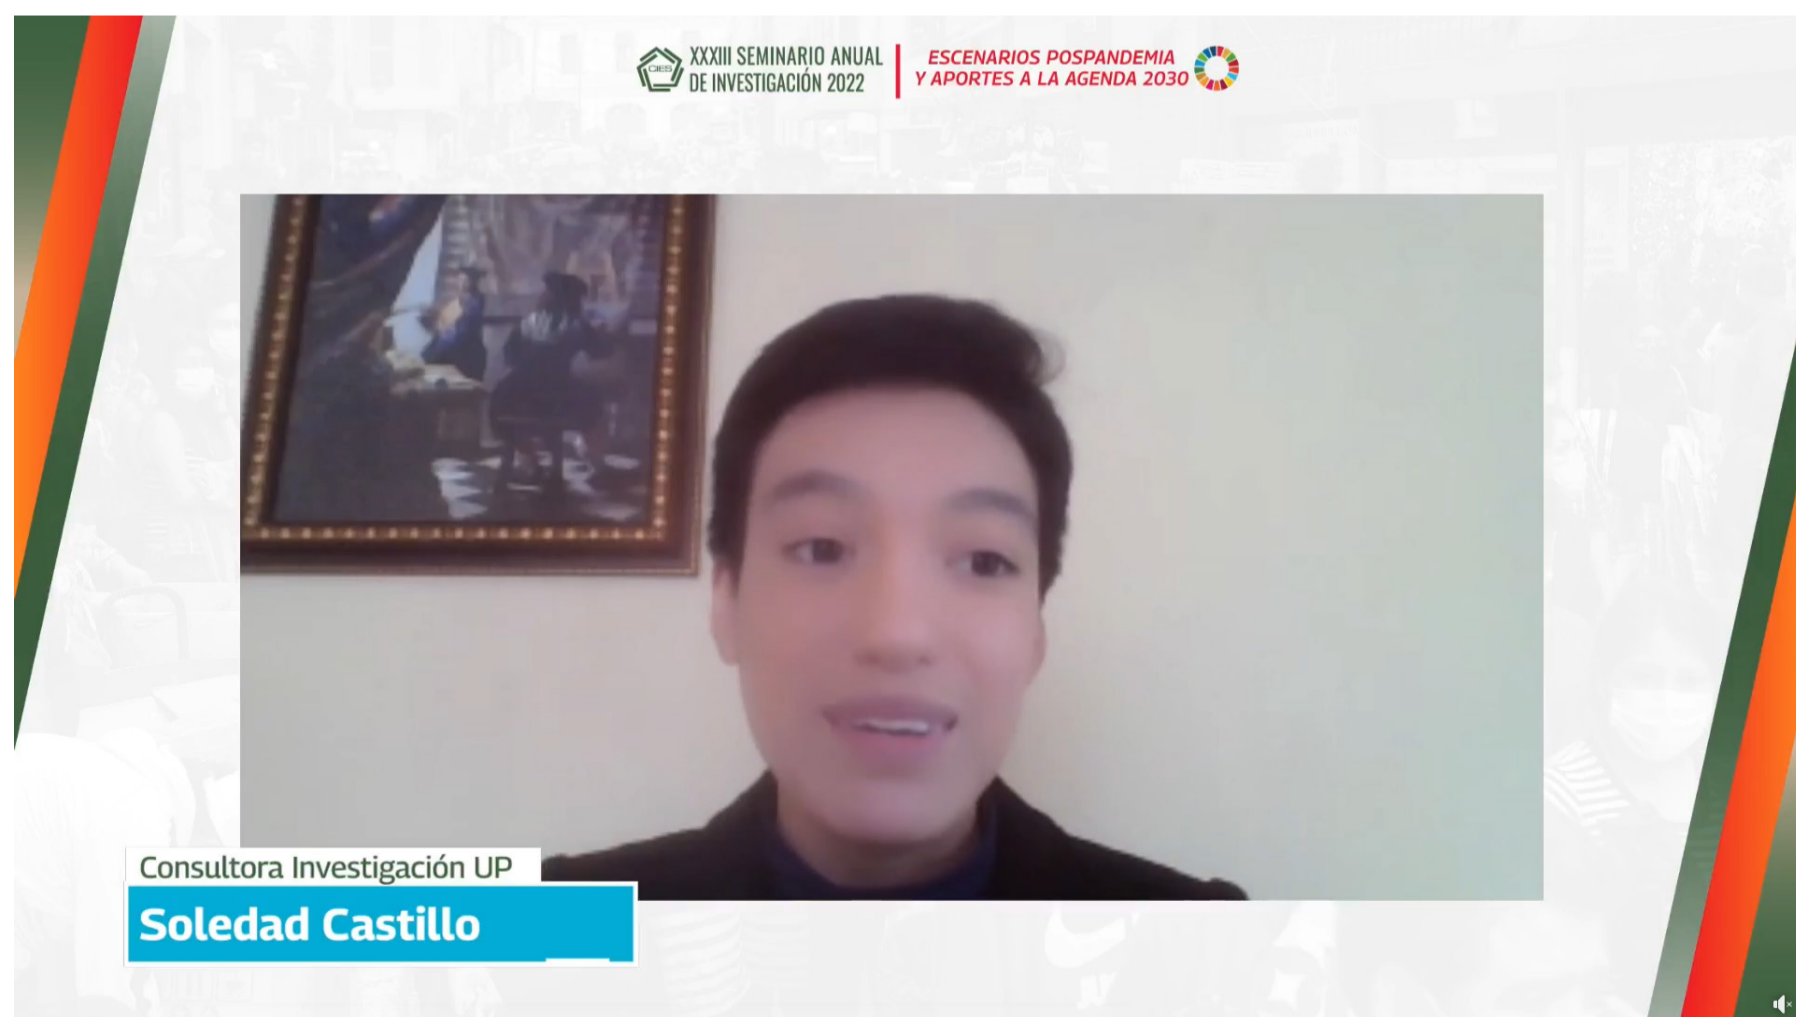 CIES
XXXIII SEMINARIO ANUAL
DE INVESTIGACIÓN 2022
ESCENARIOS POSPANDEMIA
Y APORTES A LA AGENDA 2030
Consultora Investigación UP
Soledad Castillo